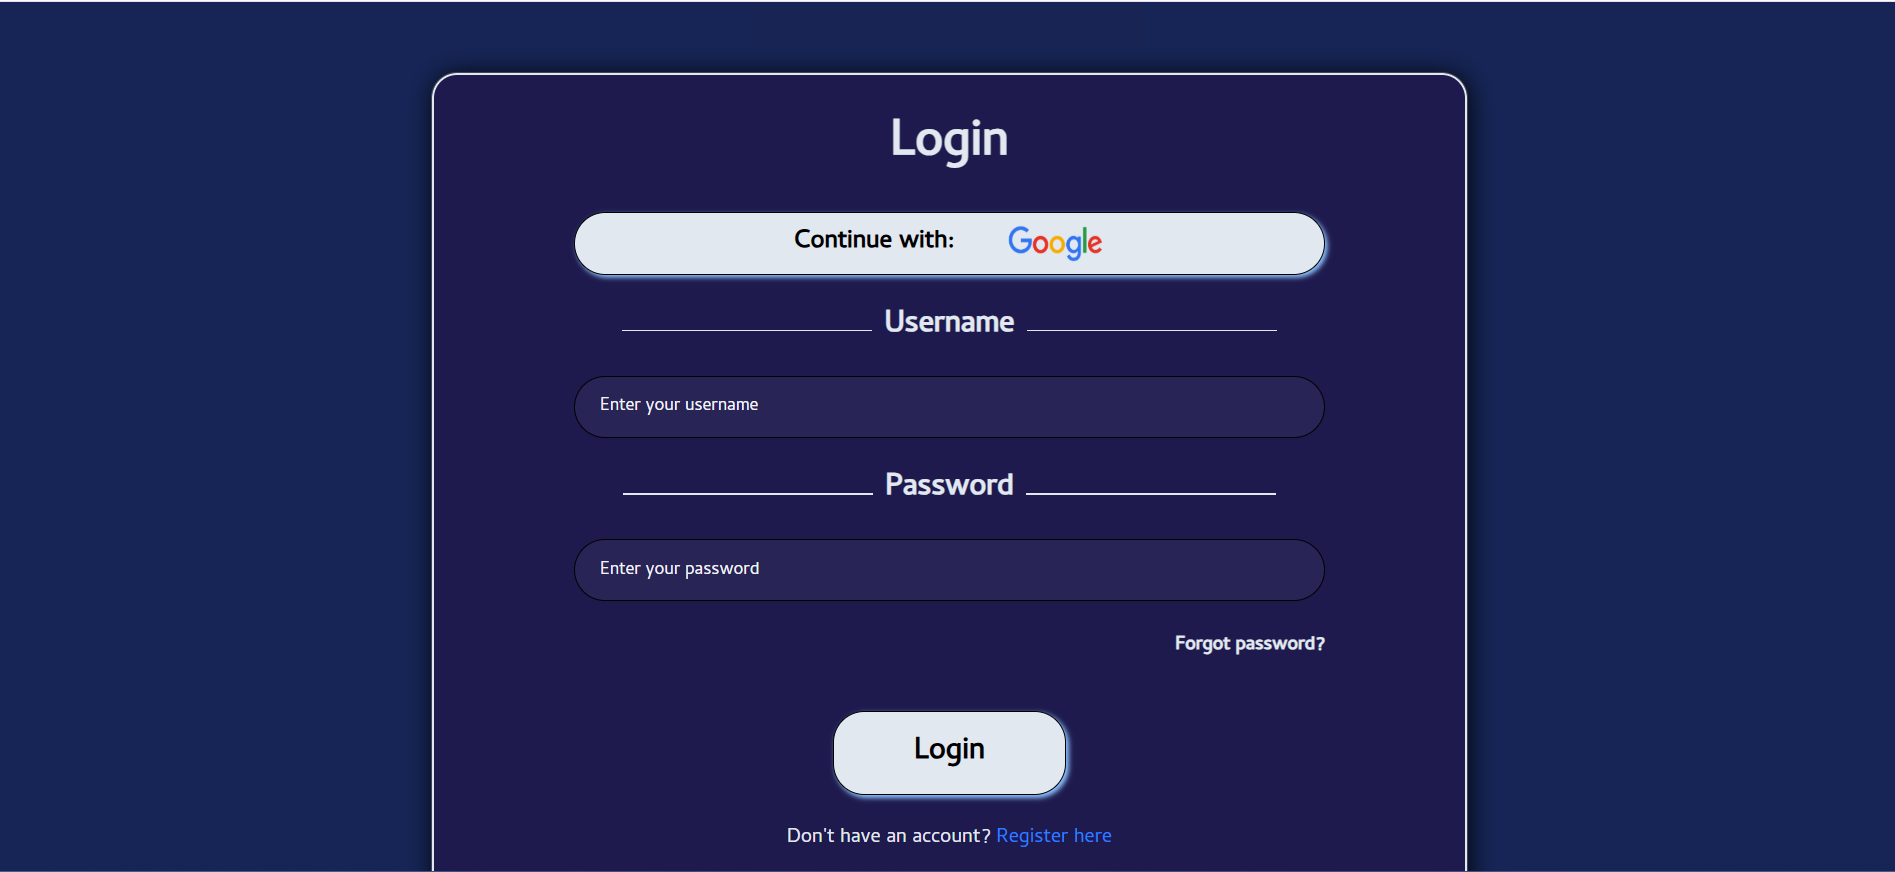 Login
Continue with: Google
Username
Enter your username
Password
Enter your password
Forgot password?
Login
Don't have an account? Register here